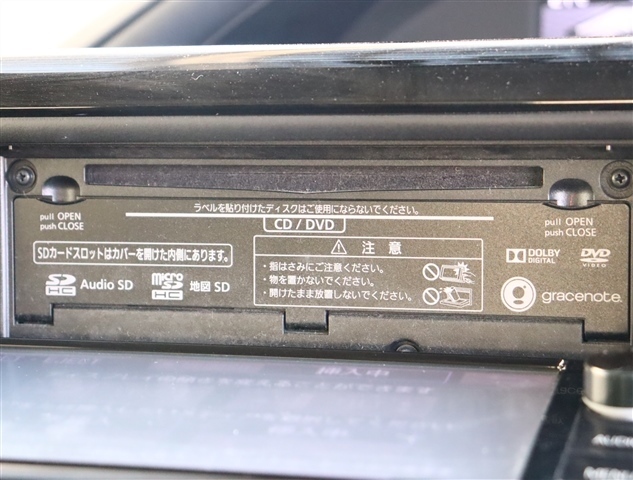 ラベルを貼り付けたディスクはご使用にならないでください。
pull OPEN
push CLOSE
CD / DVD
pull OPEN
push CLOSE
SDカードスロットはカバーを開けた内側にあります。
⚠ 注 意
・指はさみにご注意ください。
・物を置かないでください。
・開けたまま放置しないでください。
SD HC Audio SD
micro SD HC 地図 SD
DOLBY
DIGITAL
DVD
VIDEO
gracenote.
挿入中
AUDIO